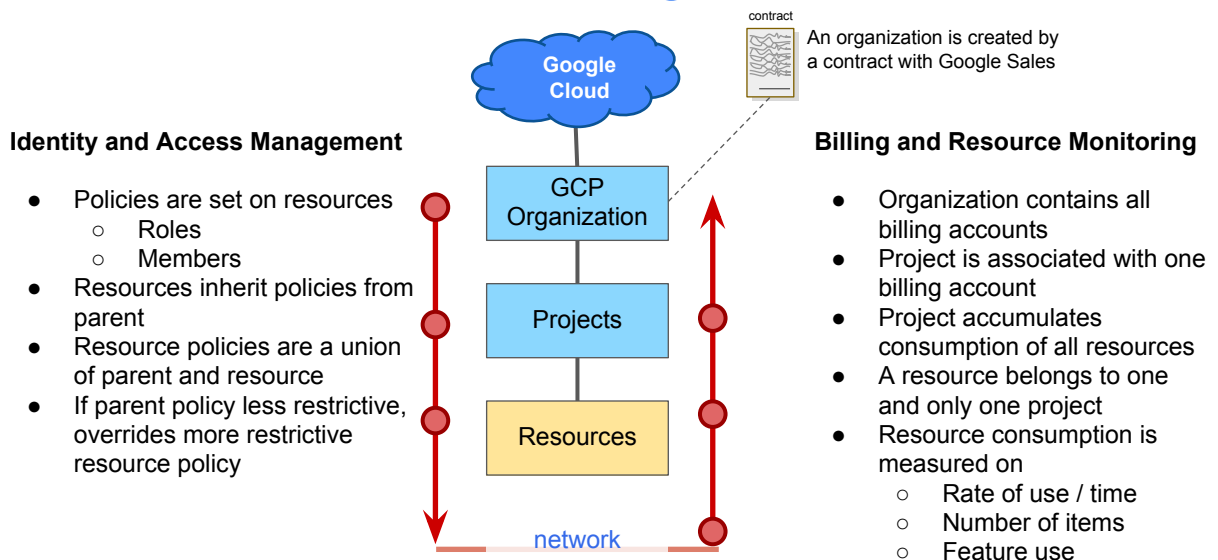 contract
An organization is created by
a contract with Google Sales
Google
Cloud
Identity and Access Management
● Policies are set on resources
○ Roles
○ Members
● Resources inherit policies from
parent
● Resource policies are a union
of parent and resource
● If parent policy less restrictive,
overrides more restrictive
resource policy
GCP
Organization
Projects
Resources
network
Billing and Resource Monitoring
● Organization contains all
billing accounts
● Project is associated with one
billing account
● Project accumulates
consumption of all resources
● A resource belongs to one
and only one project
● Resource consumption is
measured on
○ Rate of use / time
○ Number of items
○ Feature use